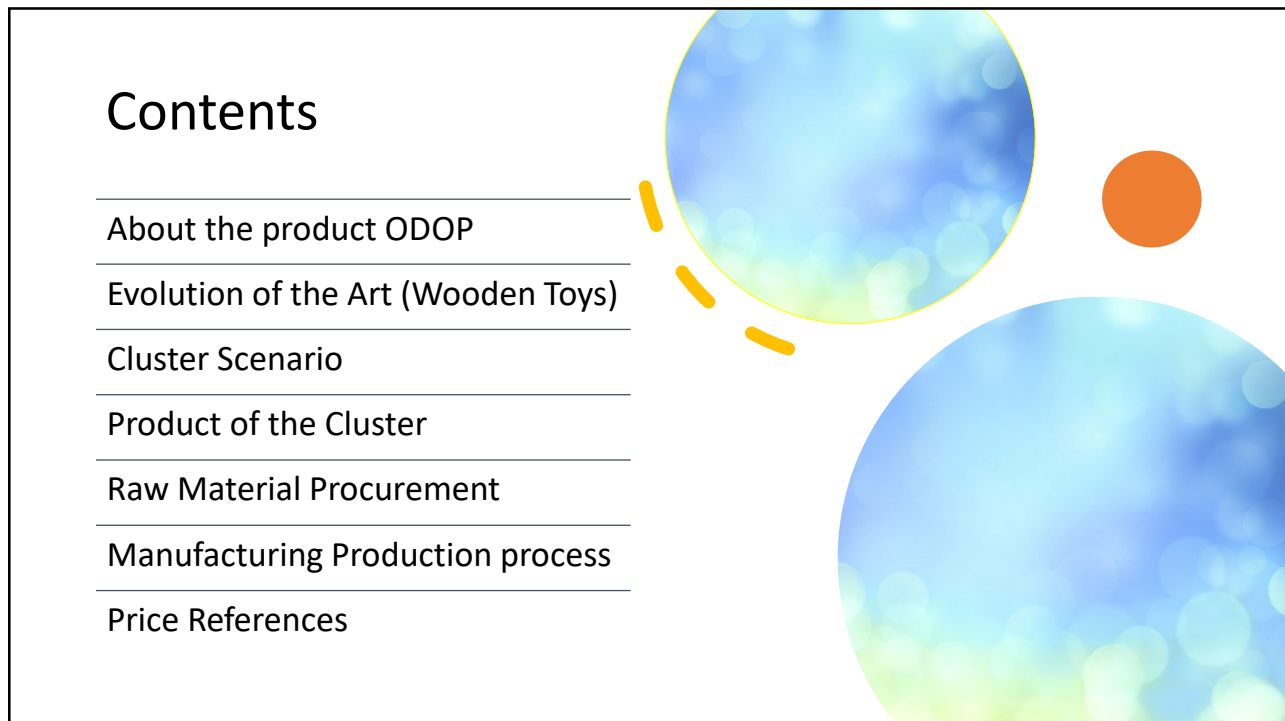 Contents
About the product ODOP
Evolution of the Art (Wooden Toys)
Cluster Scenario
Product of the Cluster
Raw Material Procurement
Manufacturing Production process
Price References